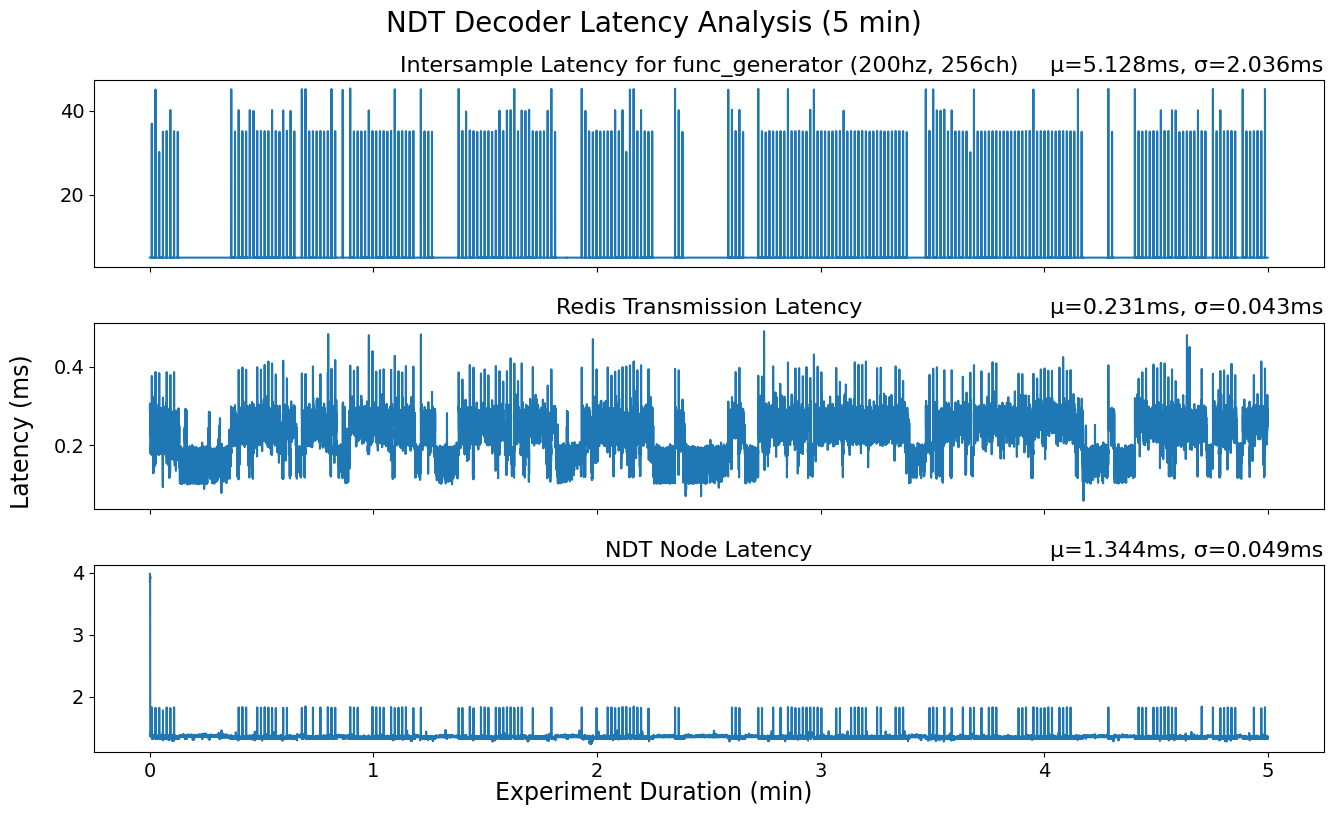 NDT Decoder Latency Analysis (5 min)
Intersample Latency for func_generator (200hz, 256ch) μ=5.128ms, σ=2.036ms
40
20
Redis Transmission Latency μ=0.231ms, σ=0.043ms
0.4
0.2
Latency (ms)
NDT Node Latency μ=1.344ms, σ=0.049ms
4
3
2
0 1 2 3 4 5
Experiment Duration (min)